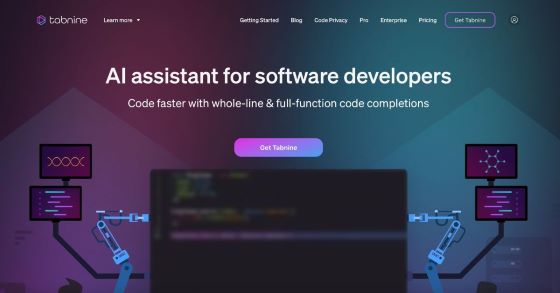 tabnine
Learn more
Getting Started
Blog
Code Privacy
Pro
Enterprise
Pricing
Get Tabnine
AI assistant for software developers
Code faster with whole-line & full-function code completions
Get Tabnine